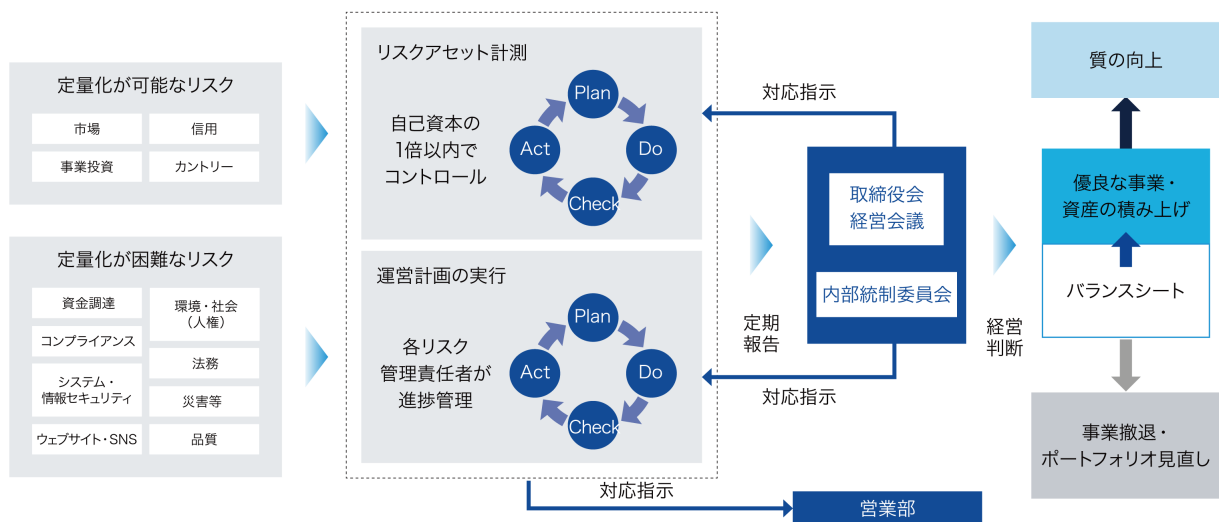 定量化が可能なリスク
市場
信用
事業投資
カントリー
定量化が困難なリスク
資金調達
環境・社会
（人権）
コンプライアンス
法務
システム・
情報セキュリティ
災害等
ウェブサイト・SNS
品質
リスクアセット計測
自己資本の
1倍以内で
コントロール
Plan
Do
Check
Act
運営計画の実行
各リスク
管理責任者が
進捗管理
Plan
Do
Check
Act
対応指示
定期
報告
取締役会
経営会議
内部統制委員会
対応指示
対応指示
営業部
経営
判断
質の向上
優良な事業・
資産の積み上げ
バランスシート
事業撤退・
ポートフォリオ見直し